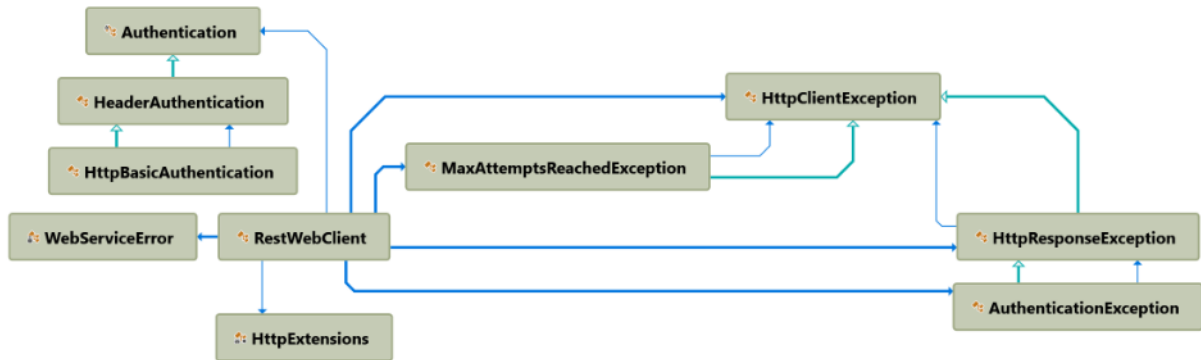 Authentication
HeaderAuthentication
HttpClientException
HttpBasicAuthentication
MaxAttemptsReachedException
WebServiceError
RestWebClient
HttpResponseException
AuthenticationException
HttpExtensions